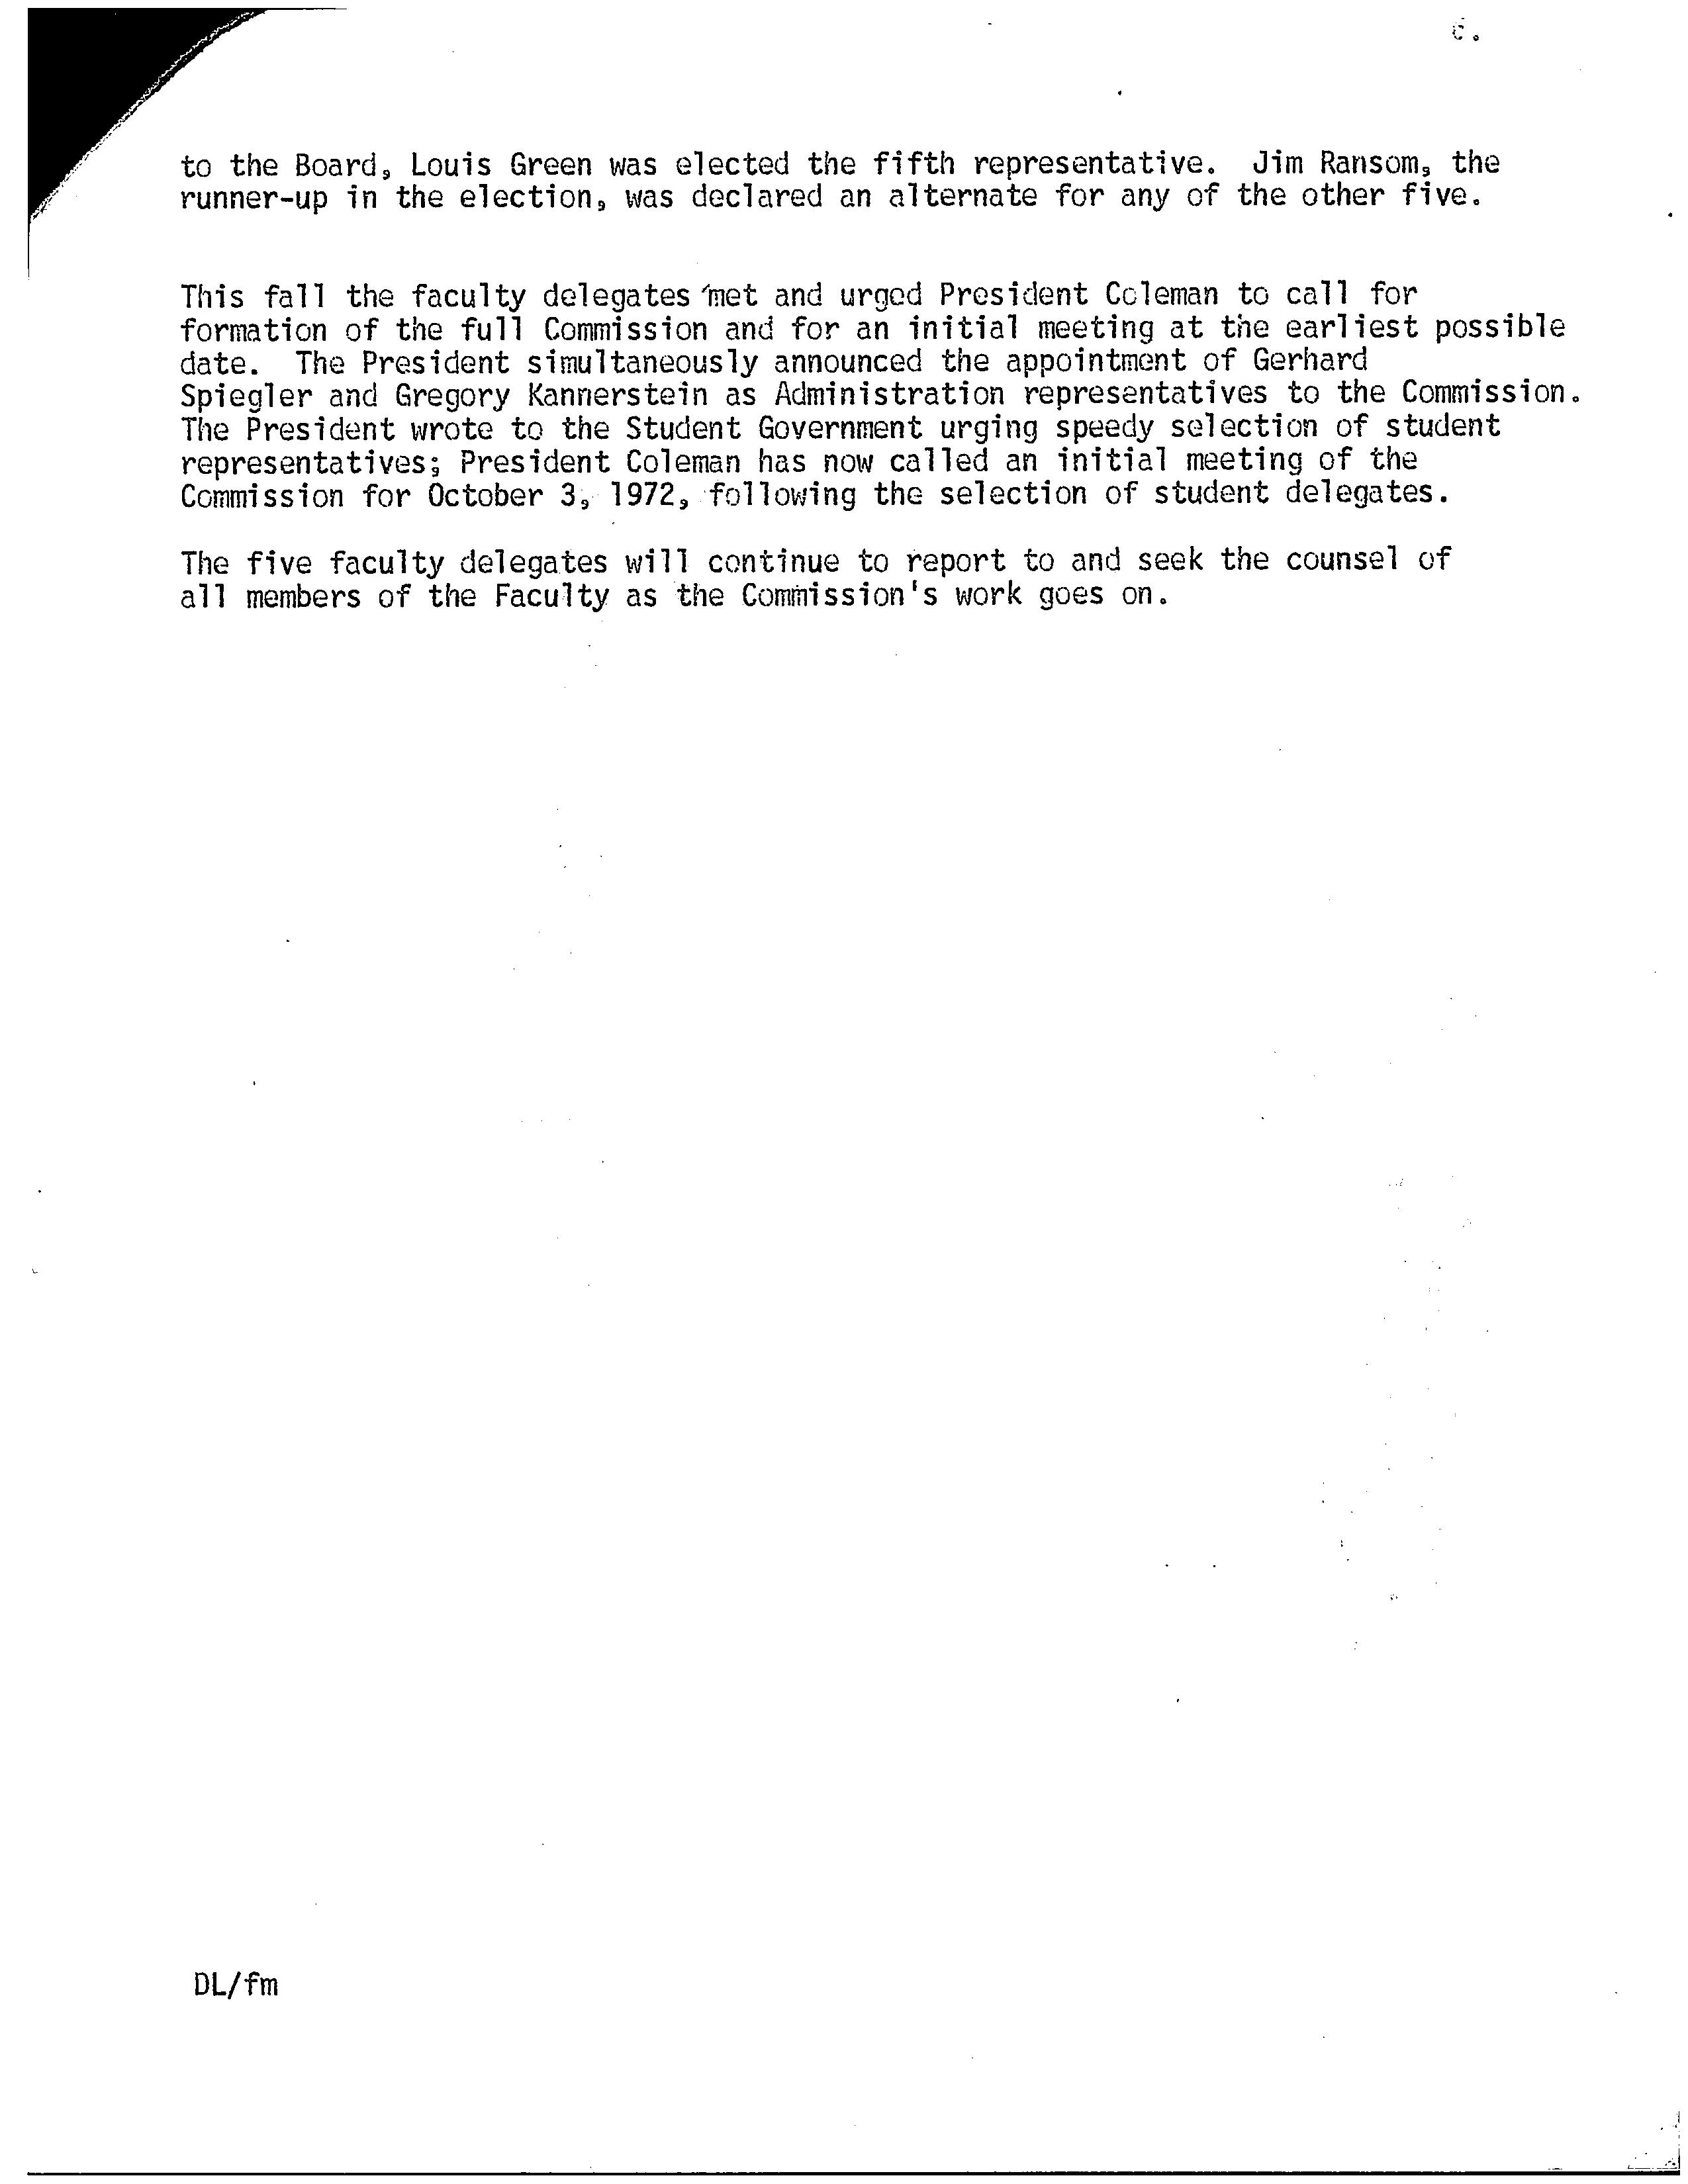 to the Board, Louis Green was elected the fifth representative. Jim Ransom, the
runner-up in the election, was declared an alternate for any of the other five.
This fall the faculty delegates met and urged President Coleman to call for
formation of the full Commission and for an initial meeting at the earliest possible
date. The President simultaneously announced the appointment of Gerhard
Spiegler and Gregory Kannerstein as Administration representatives to the Commission.
The President wrote to the Student Government urging speedy selection of student
representatives; President Coleman has now called an initial meeting of the
Commission for October 3, 1972, following the selection of student delegates.
The five faculty delegates will continue to report to and seek the counsel of
all members of the Faculty as the Commission's work goes on.
DL/fm